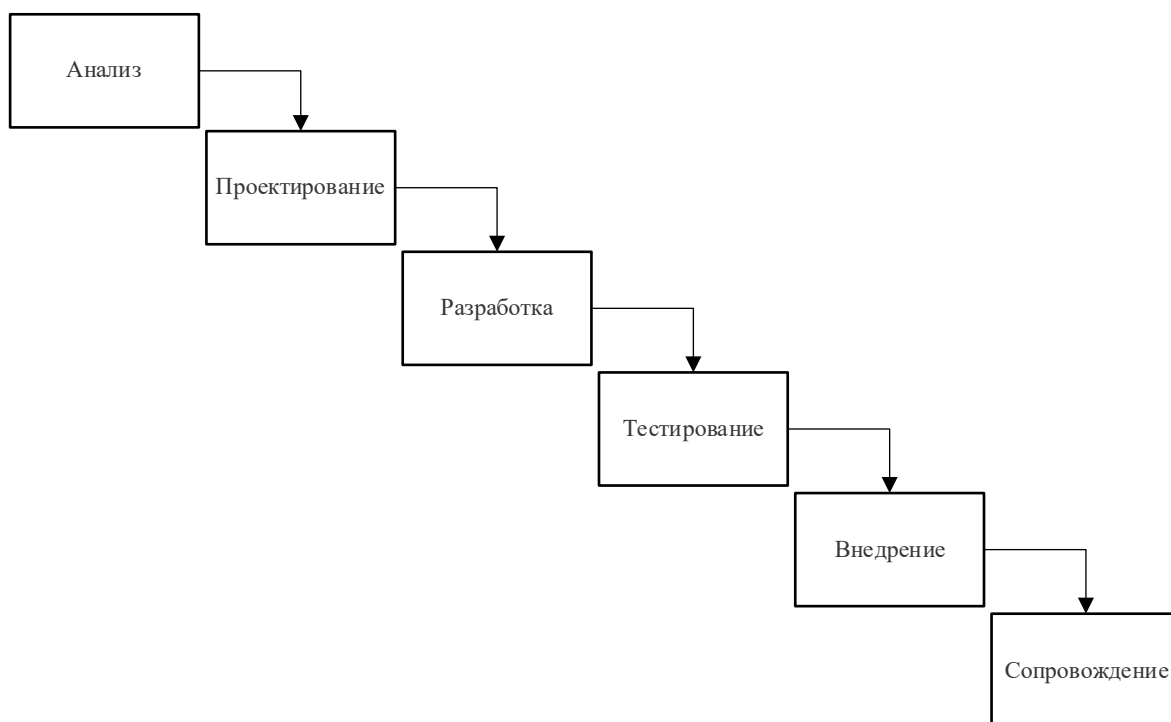 Анализ
Проектирование
Разработка
Тестирование
Внедрение
Сопровождение